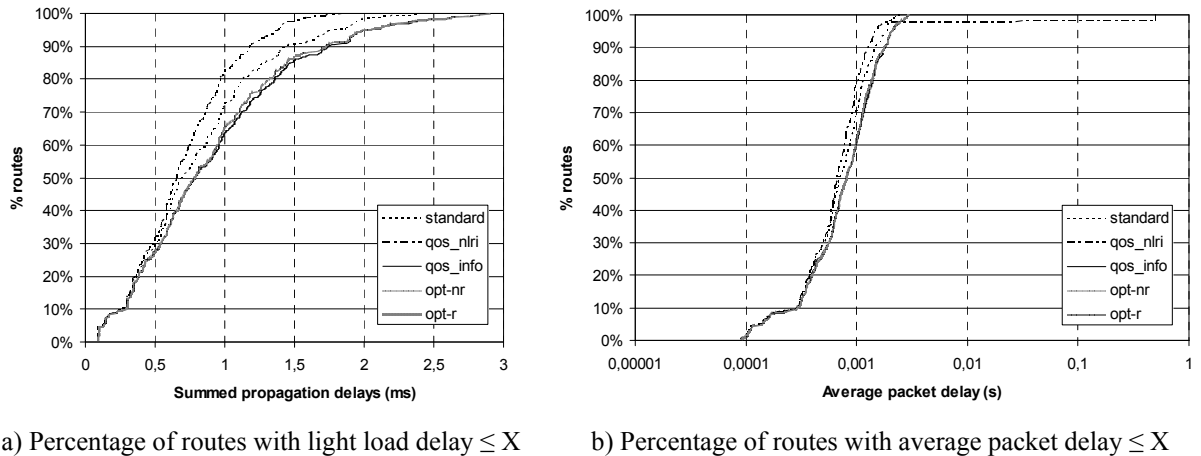 100%
90%
80%
70%
60%
50%
40%
30%
20%
10%
0%
% routes
0
0,5
1
1,5
2
2,5
3
Summed propagation delays (ms)
standard
qos_nlri
qos_info
opt-nr
opt-r
a) Percentage of routes with light load delay ≤ X
100%
90%
80%
70%
60%
50%
40%
30%
20%
10%
0%
% routes
0,00001
0,0001
0,001
0,01
0,1
1
Average packet delay (s)
standard
qos_nlri
qos_info
opt-nr
opt-r
b) Percentage of routes with average packet delay ≤ X